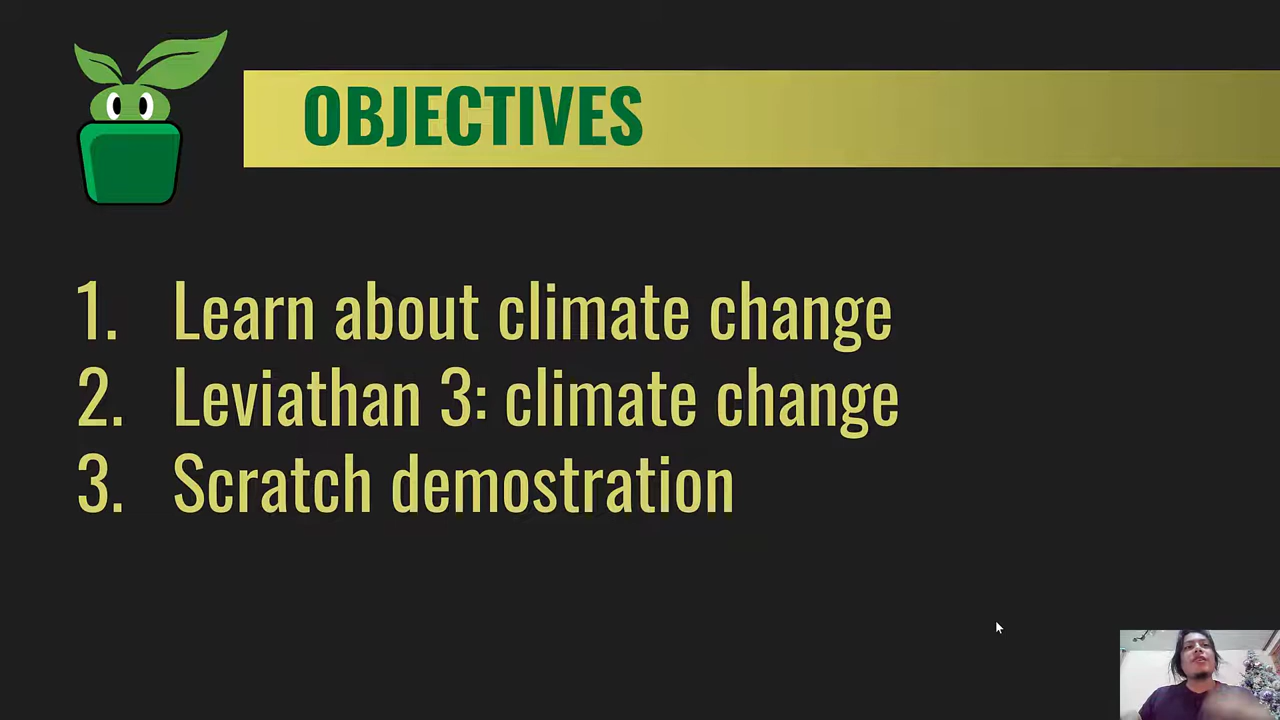 OBJECTIVES
1. Learn about climate change
2. Leviathan 3: climate change
3. Scratch demostration